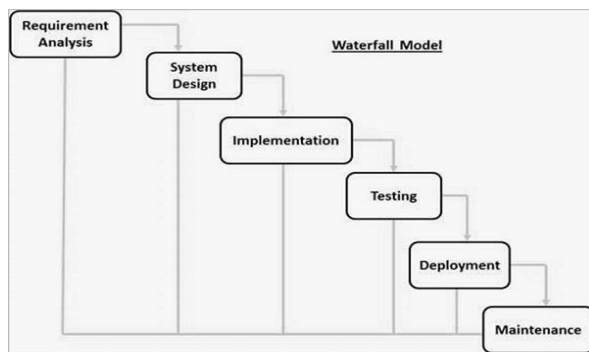 Requirement
Analysis
Waterfall Model
System
Design
Implementation
Testing
Deployment
Maintenance